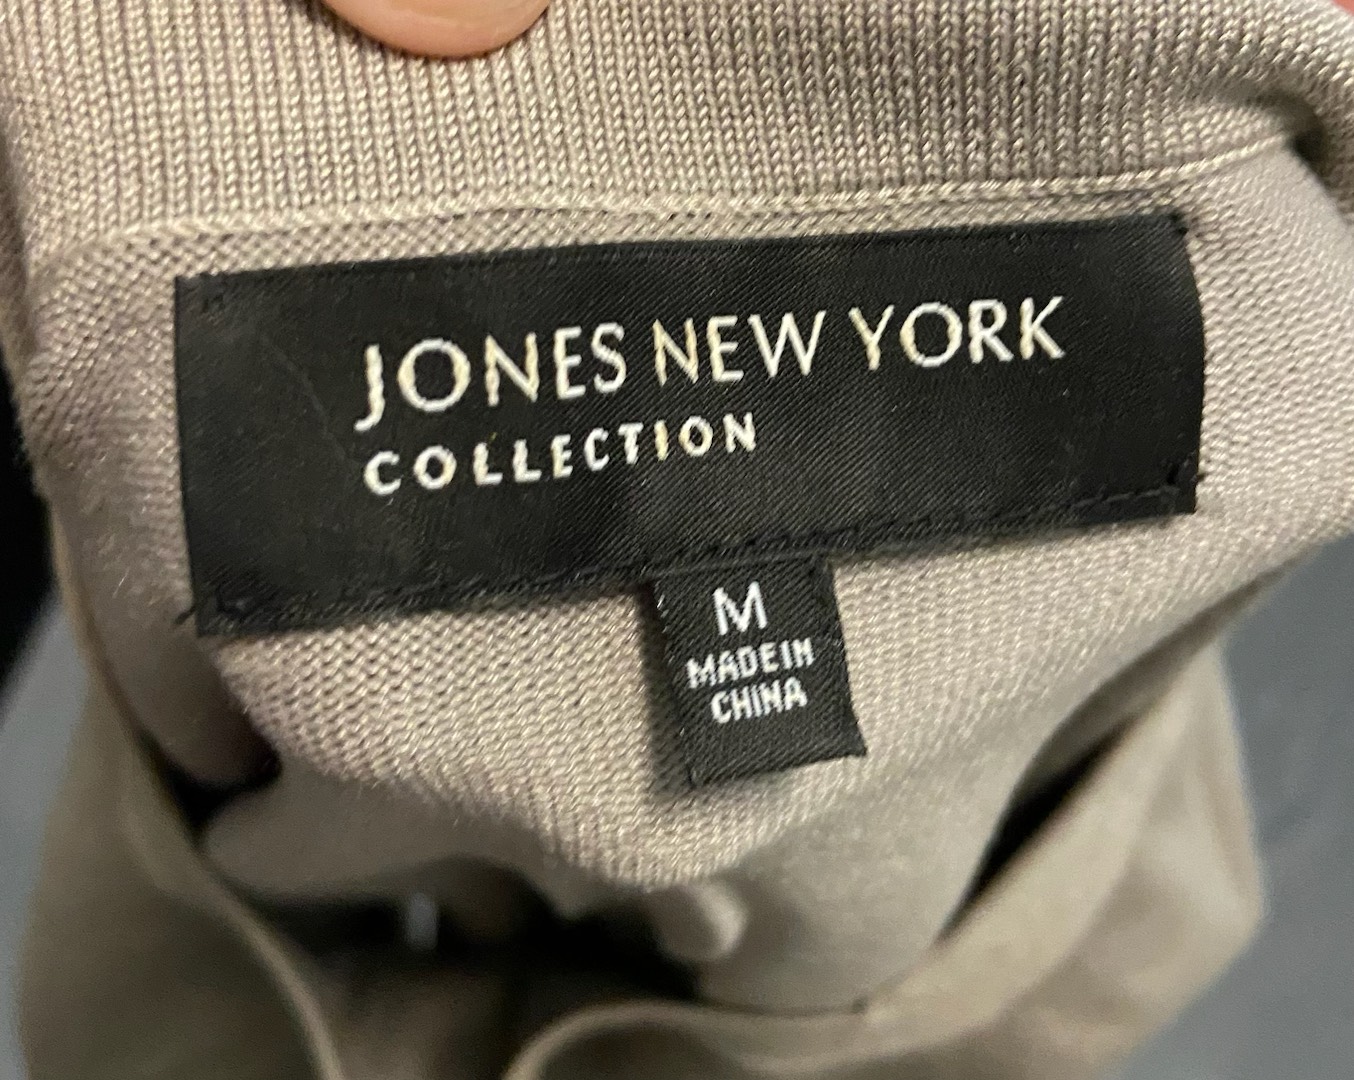 JONES NEW YORK
COLLECTION
M
MADE IN
CHINA